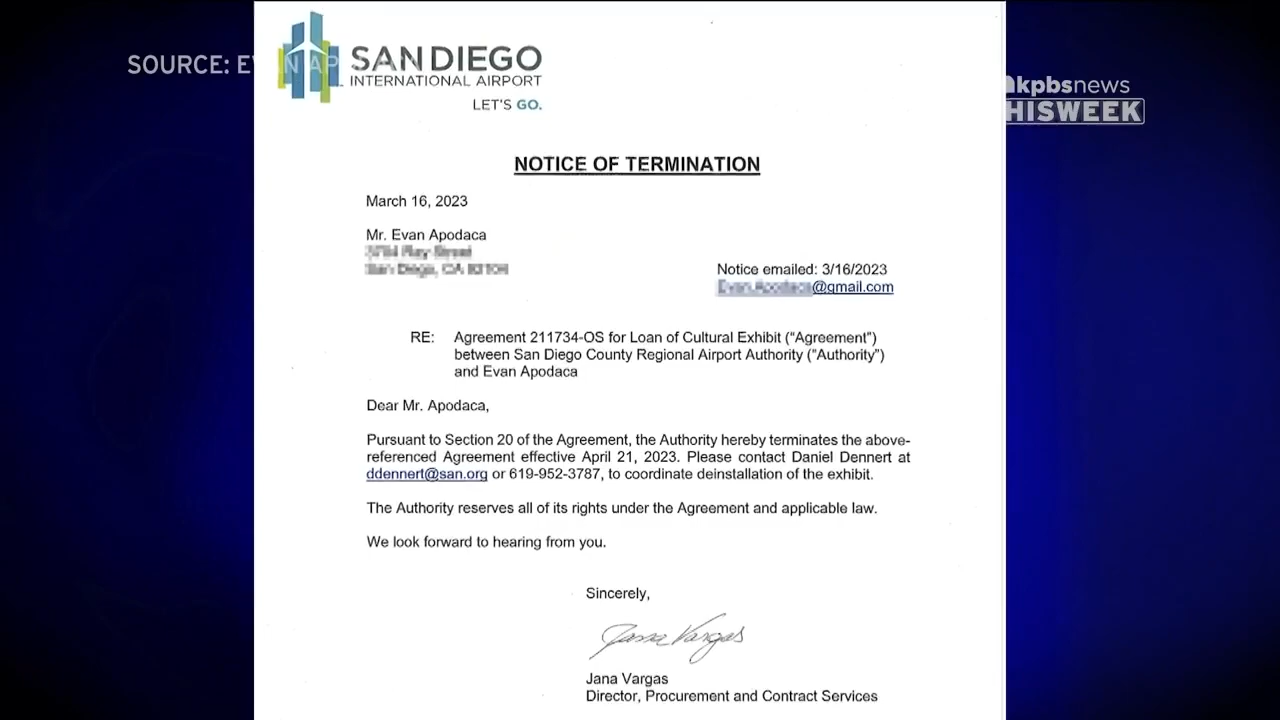 SOURCE: EVAN AP
SAN DIEGO
INTERNATIONAL AIRPORT
LET'S GO.
kpbsnews
HISWEEK
NOTICE OF TERMINATION
March 16, 2023
Mr. Evan Apodaca
Notice emailed: 3/16/2023
@gmail.com
RE: Agreement 211734-OS for Loan of Cultural Exhibit (“Agreement”)
between San Diego County Regional Airport Authority (“Authority”)
and Evan Apodaca
Dear Mr. Apodaca,
Pursuant to Section 20 of the Agreement, the Authority hereby terminates the above-
referenced Agreement effective April 21, 2023. Please contact Daniel Dennert at
ddennert@san.org or 619-952-3787, to coordinate deinstallation of the exhibit.
The Authority reserves all of its rights under the Agreement and applicable law.
We look forward to hearing from you.
Sincerely,
Jana Vargas
Jana Vargas
Director, Procurement and Contract Services